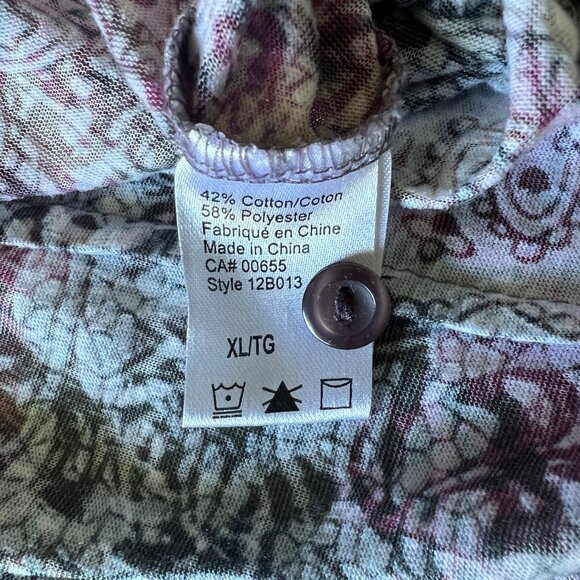 42% Cotton/Coton
58% Polyester
Fabriqué en Chine
Made in China
CA# 00655
Style 12B013
XL/TG